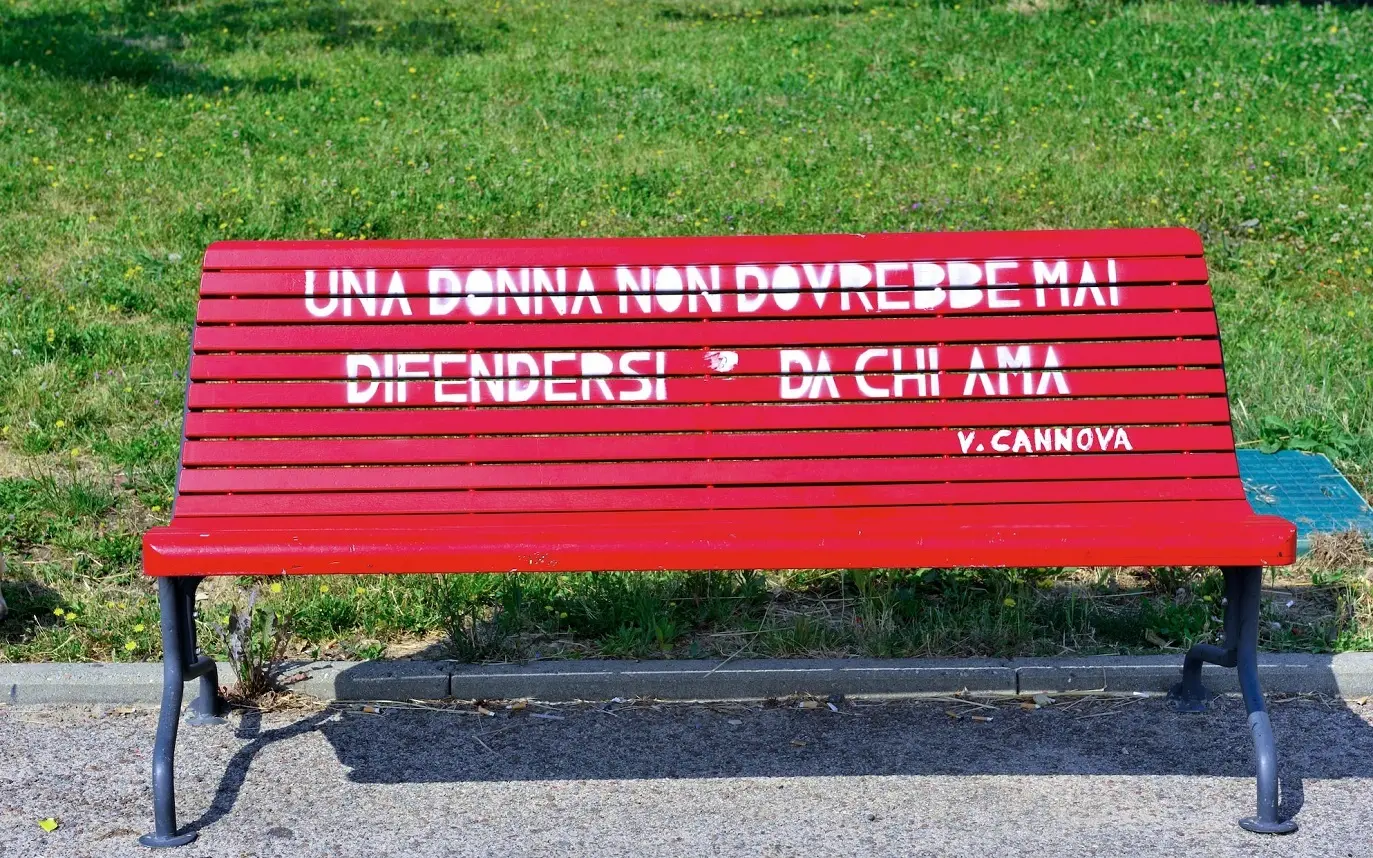 UNA DONNA NON DOVREBBE MAI
DIFENDERSI DA CHI AMA
V. CANNOVA